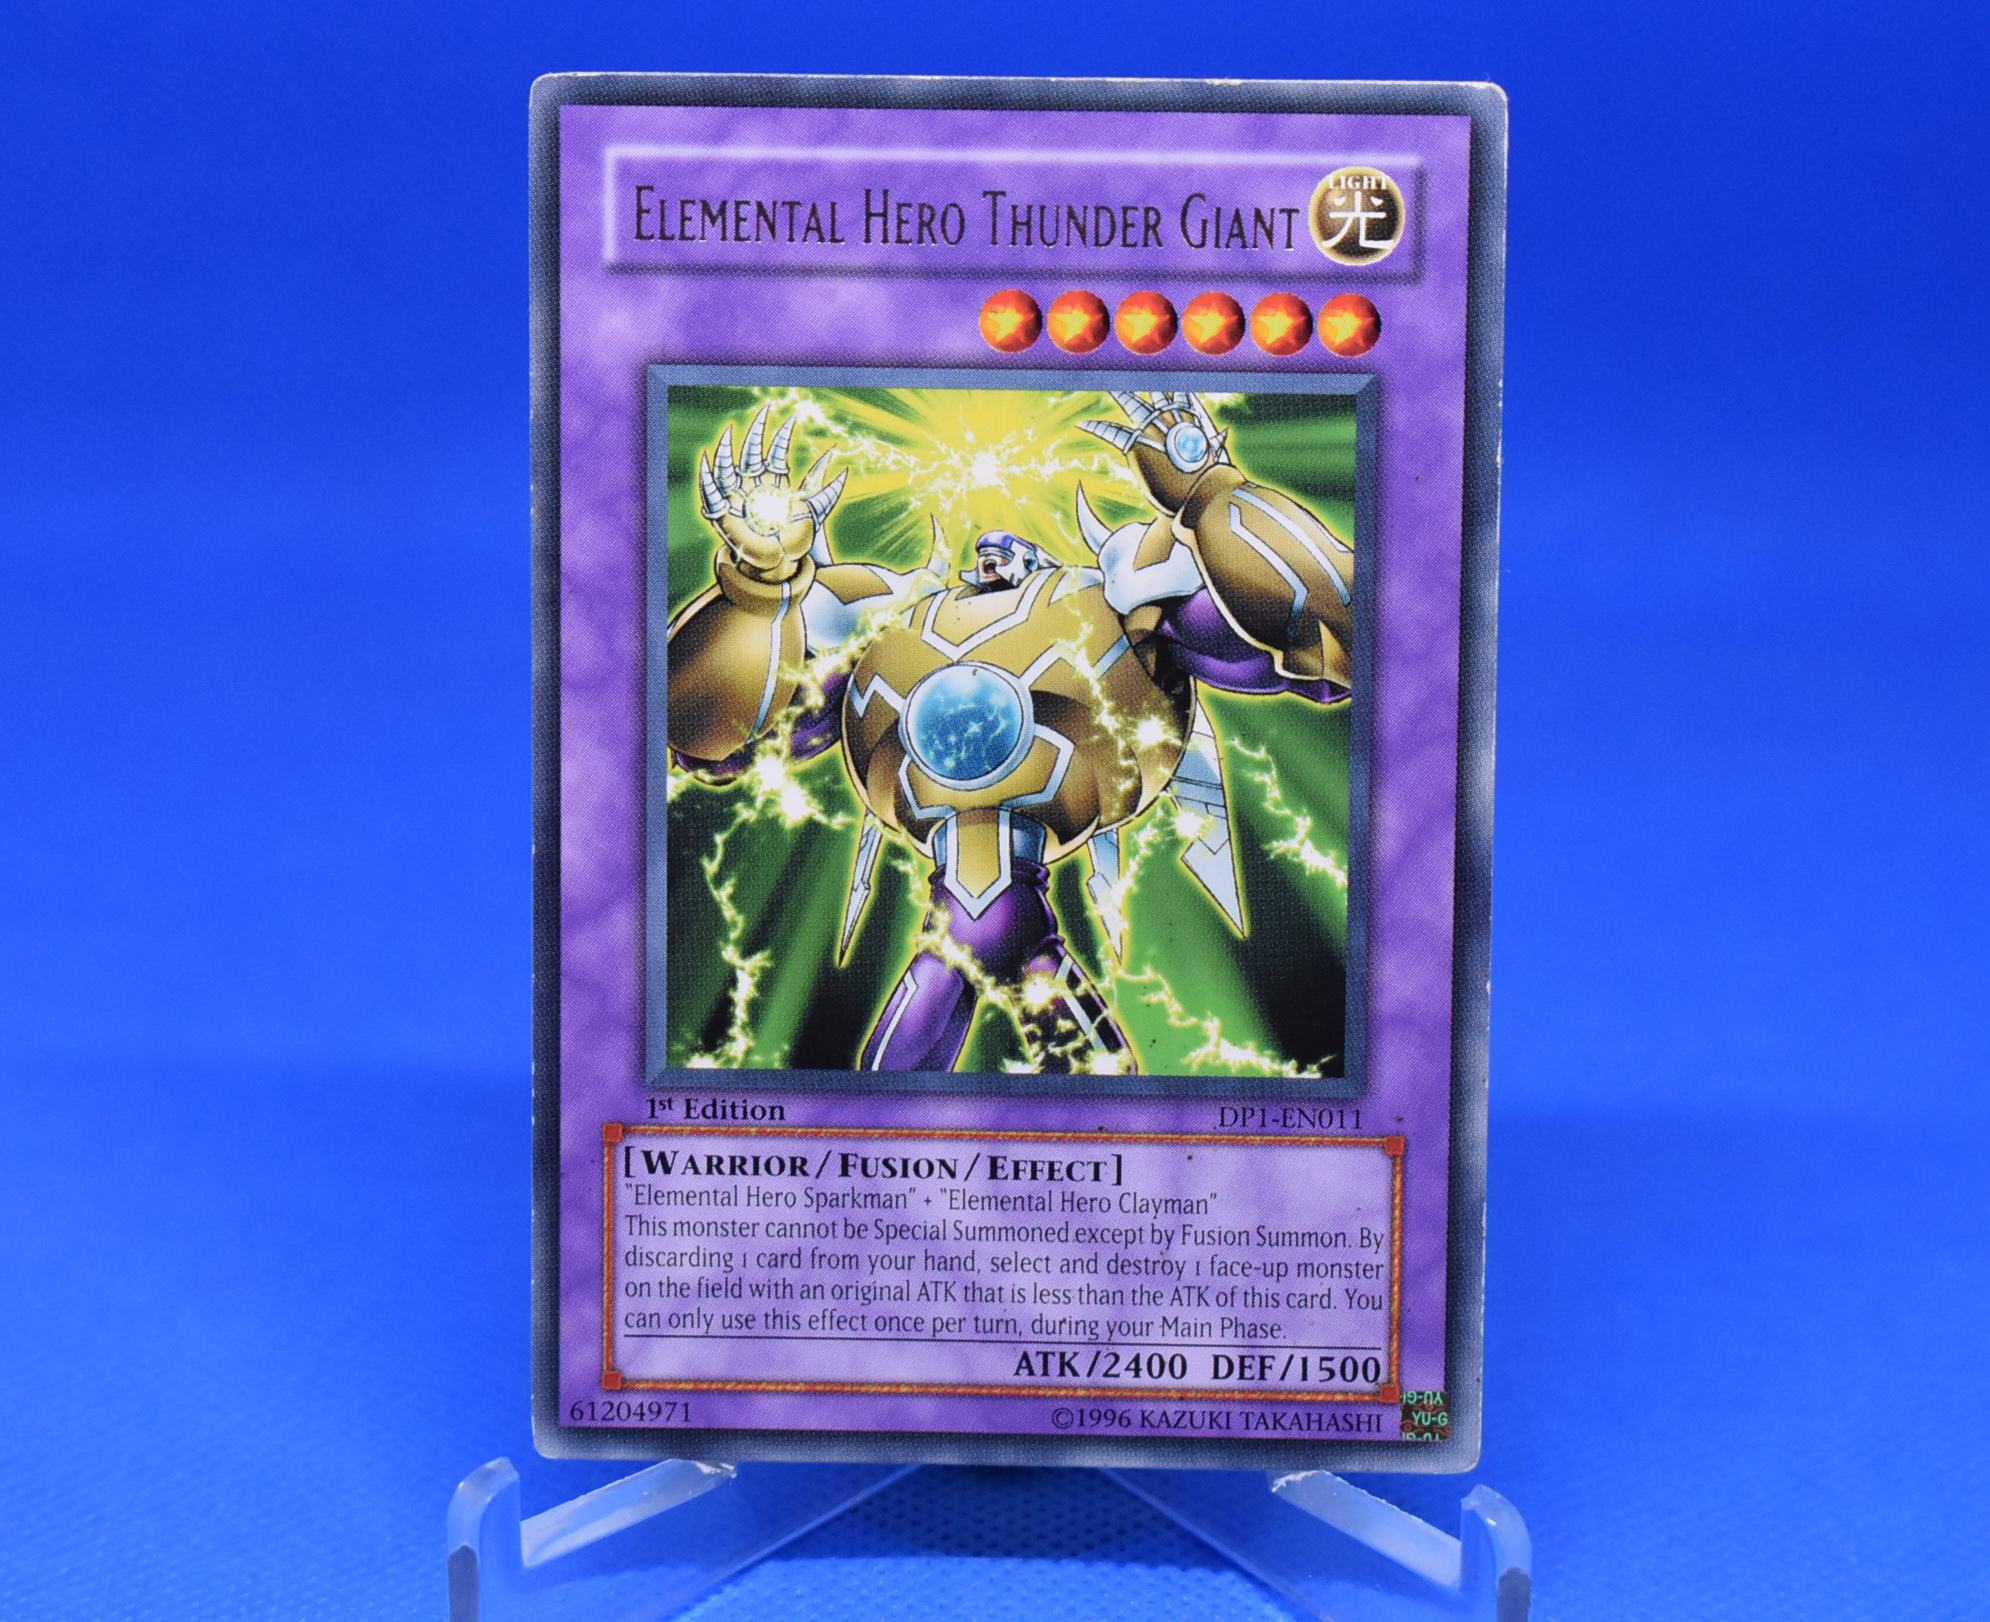 Elemental Hero Thunder Giant
LIGHT
光
1st Edition
DP1-EN011
[Warrior/Fusion/Effect]
"Elemental Hero Sparkman" + "Elemental Hero Clayman"
This monster cannot be Special Summoned except by Fusion Summon. By
discarding 1 card from your hand, select and destroy 1 face-up monster
on the field with an original ATK that is less than the ATK of this card. You
can only use this effect once per turn, during your Main Phase.
ATK/2400 DEF/1500
61204971
©1996 KAZUKI TAKAHASHI
YU-G